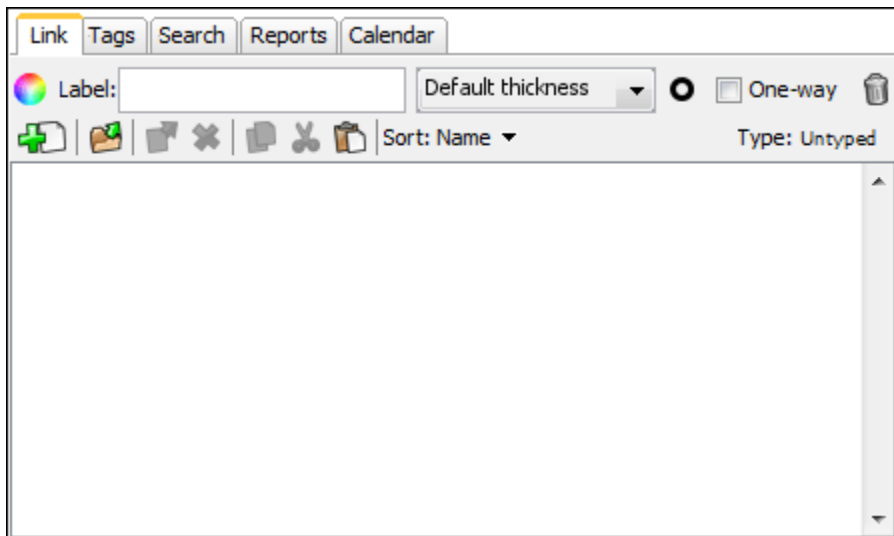 Link Tags Search Reports Calendar
Label: Default thickness One-way
Sort: Name Type: Untyped